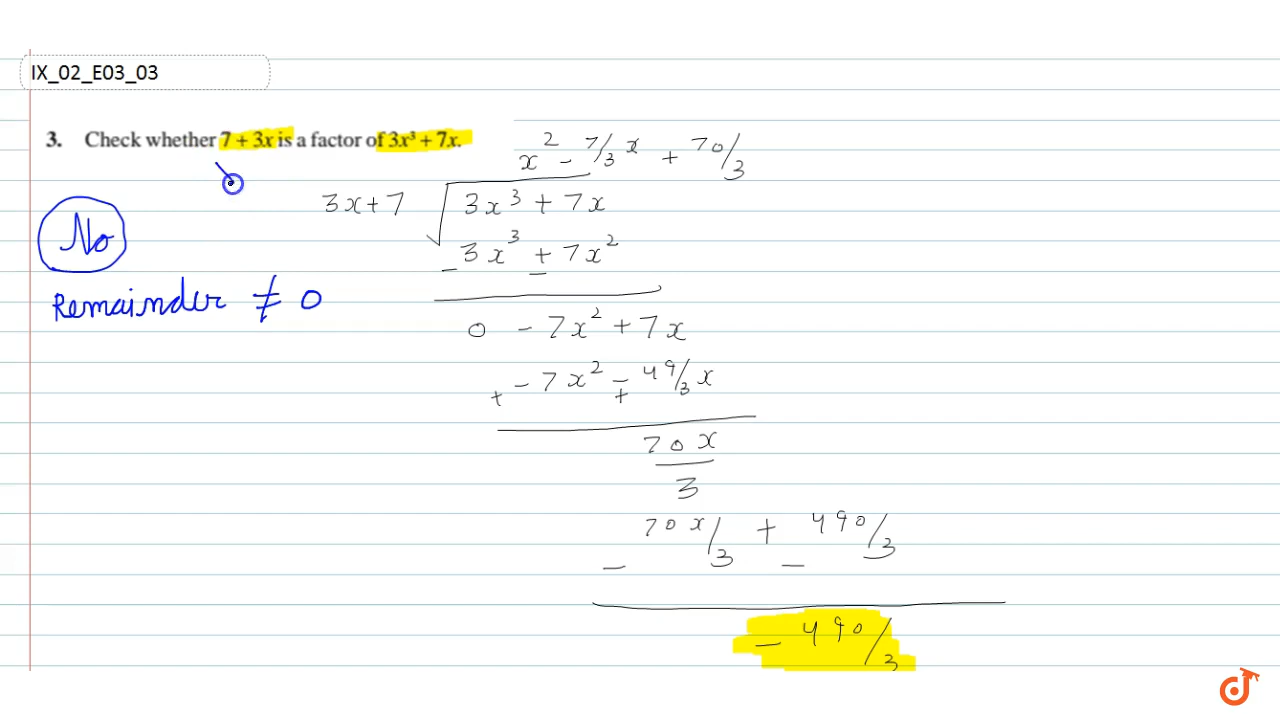 IX_02_E03_03
3. Check whether 7 + 3x is a factor of 3x³ + 7x.
x² - 7/3 x + 70/3
3x+7 √ 3x³ + 7x
- 3x³ + 7x²
-
No
Remainder ≠ 0
0 - 7x² + 7x
- 7x² - 49/3 x
+ +
70x
3
70x/3 + 490/3
- -
- 490/3
d